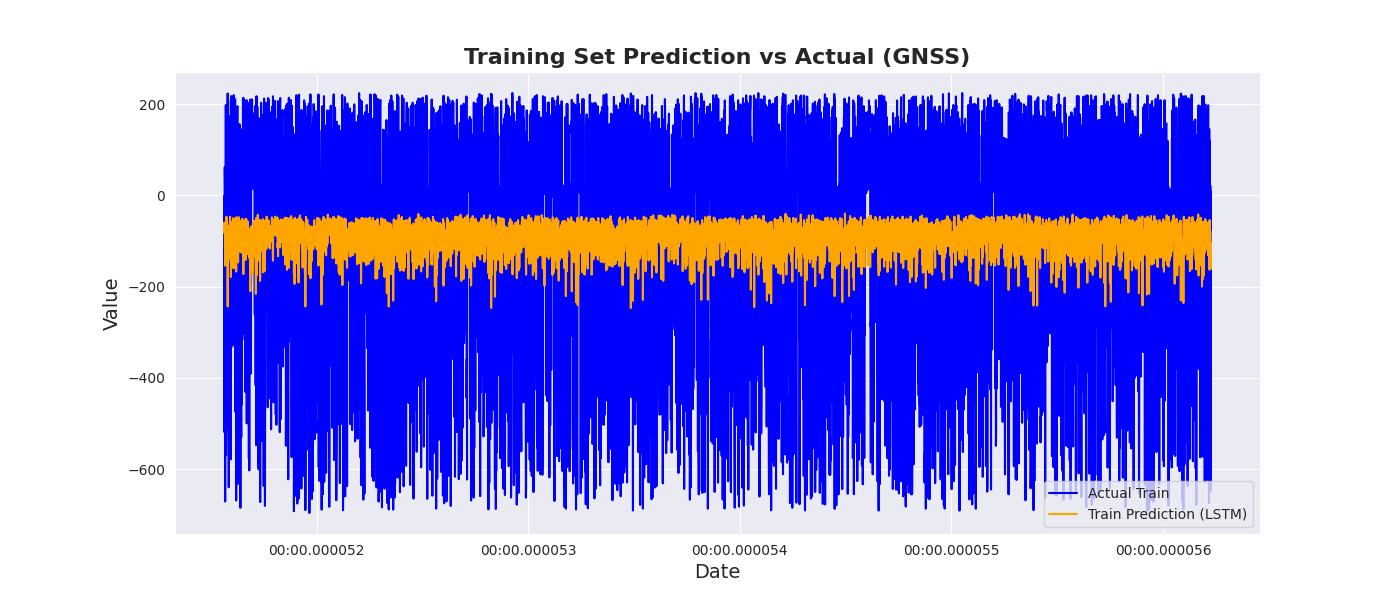 Training Set Prediction vs Actual (GNSS)
Value
200
0
−200
−400
−600
00:00.000052 00:00.000053 00:00.000054 00:00.000055 00:00.000056
Date
Actual Train
Train Prediction (LSTM)